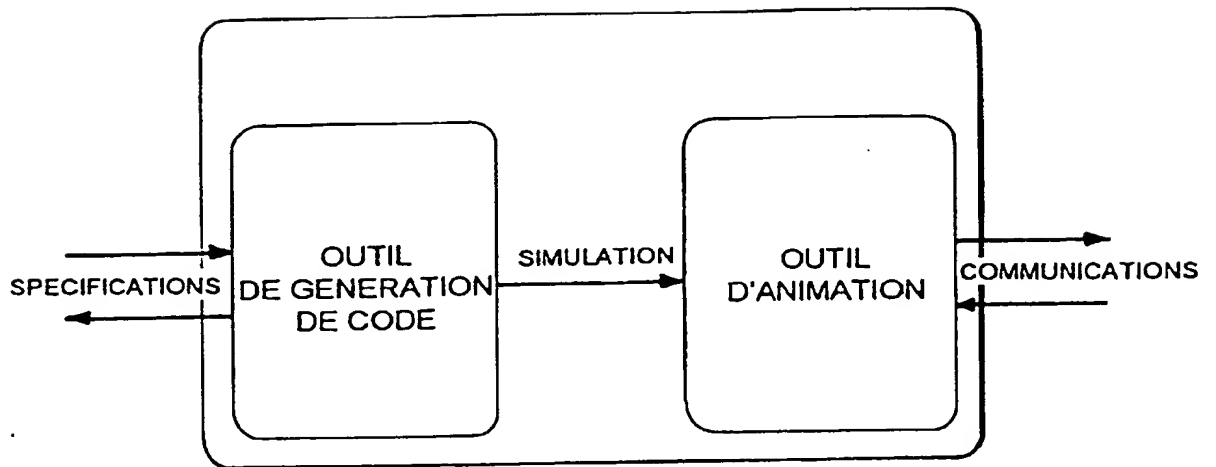 SPECIFICATIONS
OUTIL
DE GENERATION
DE CODE
SIMULATION
OUTIL
D'ANIMATION
COMMUNICATIONS